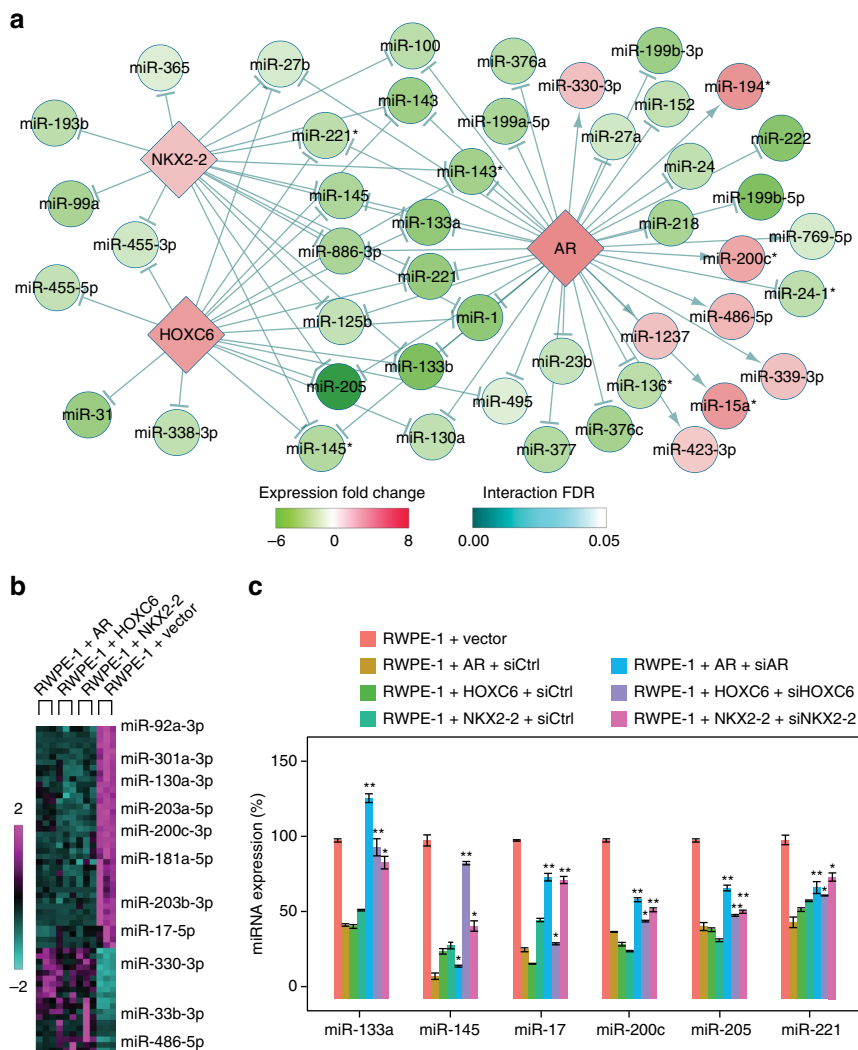 a
miR-100
miR-199b-3p
miR-365
miR-27b
miR-376a
miR-330-3p
miR-194*
miR-143
miR-152
miR-193b
miR-221*
miR-199a-5p
miR-27a
miR-222
NKX2-2
miR-143*
miR-24
miR-99a
miR-145
miR-199b-5p
miR-133a
miR-218
miR-455-3p
miR-886-3p
AR
miR-769-5p
miR-200c*
miR-221
miR-455-5p
miR-24-1*
miR-125b
miR-1
miR-486-5p
HOXC6
miR-1237
miR-23b
miR-133b
miR-339-3p
miR-205
miR-136*
miR-495
miR-15a*
miR-31
miR-338-3p
miR-130a
miR-376c
miR-145*
miR-377
miR-423-3p
Expression fold change
Interaction FDR
–6 0 8
0.00 0.05
b
RWPE-1 + AR
RWPE-1 + HOXC6
RWPE-1 + NKX2-2
RWPE-1 + vector
miR-92a-3p
miR-301a-3p
miR-130a-3p
miR-203a-5p
miR-200c-3p
miR-181a-5p
miR-203b-3p
miR-17-5p
miR-330-3p
miR-33b-3p
miR-486-5p
2
–2
c
RWPE-1 + vector
RWPE-1 + AR + siCtrl
RWPE-1 + HOXC6 + siCtrl
RWPE-1 + NKX2-2 + siCtrl
RWPE-1 + AR + siAR
RWPE-1 + HOXC6 + siHOXC6
RWPE-1 + NKX2-2 + siNKX2-2
miRNA expression (%)
150
100
50
0
** ** *
* ** *
** * **
** * **
** ** **
** * *
miR-133a miR-145 miR-17 miR-200c miR-205 miR-221